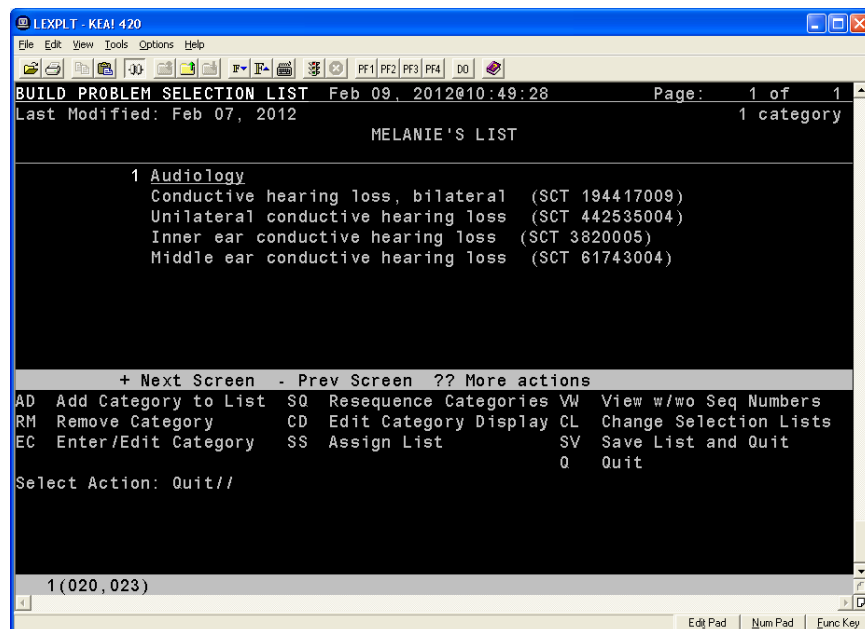 LEXPLT - KEA! 420
File Edit View Tools Options Help
PF1 PF2 PF3 PF4 DO
BUILD PROBLEM SELECTION LIST Feb 09, 2012@10:49:28 Page: 1 of 1
Last Modified: Feb 07, 2012 1 category
MELANIE'S LIST
1 Audiology
Conductive hearing loss, bilateral (SCT 194417009)
Unilateral conductive hearing loss (SCT 442535004)
Inner ear conductive hearing loss (SCT 3820005)
Middle ear conductive hearing loss (SCT 61743004)
+ Next Screen - Prev Screen ?? More actions
AD Add Category to List SQ Resequence Categories VW View w/wo Seq Numbers
RM Remove Category CD Edit Category Display CL Change Selection Lists
EC Enter/Edit Category SS Assign List SV Save List and Quit
Q Quit
Select Action: Quit//
1(020,023)
Edit Pad Num Pad Func Key